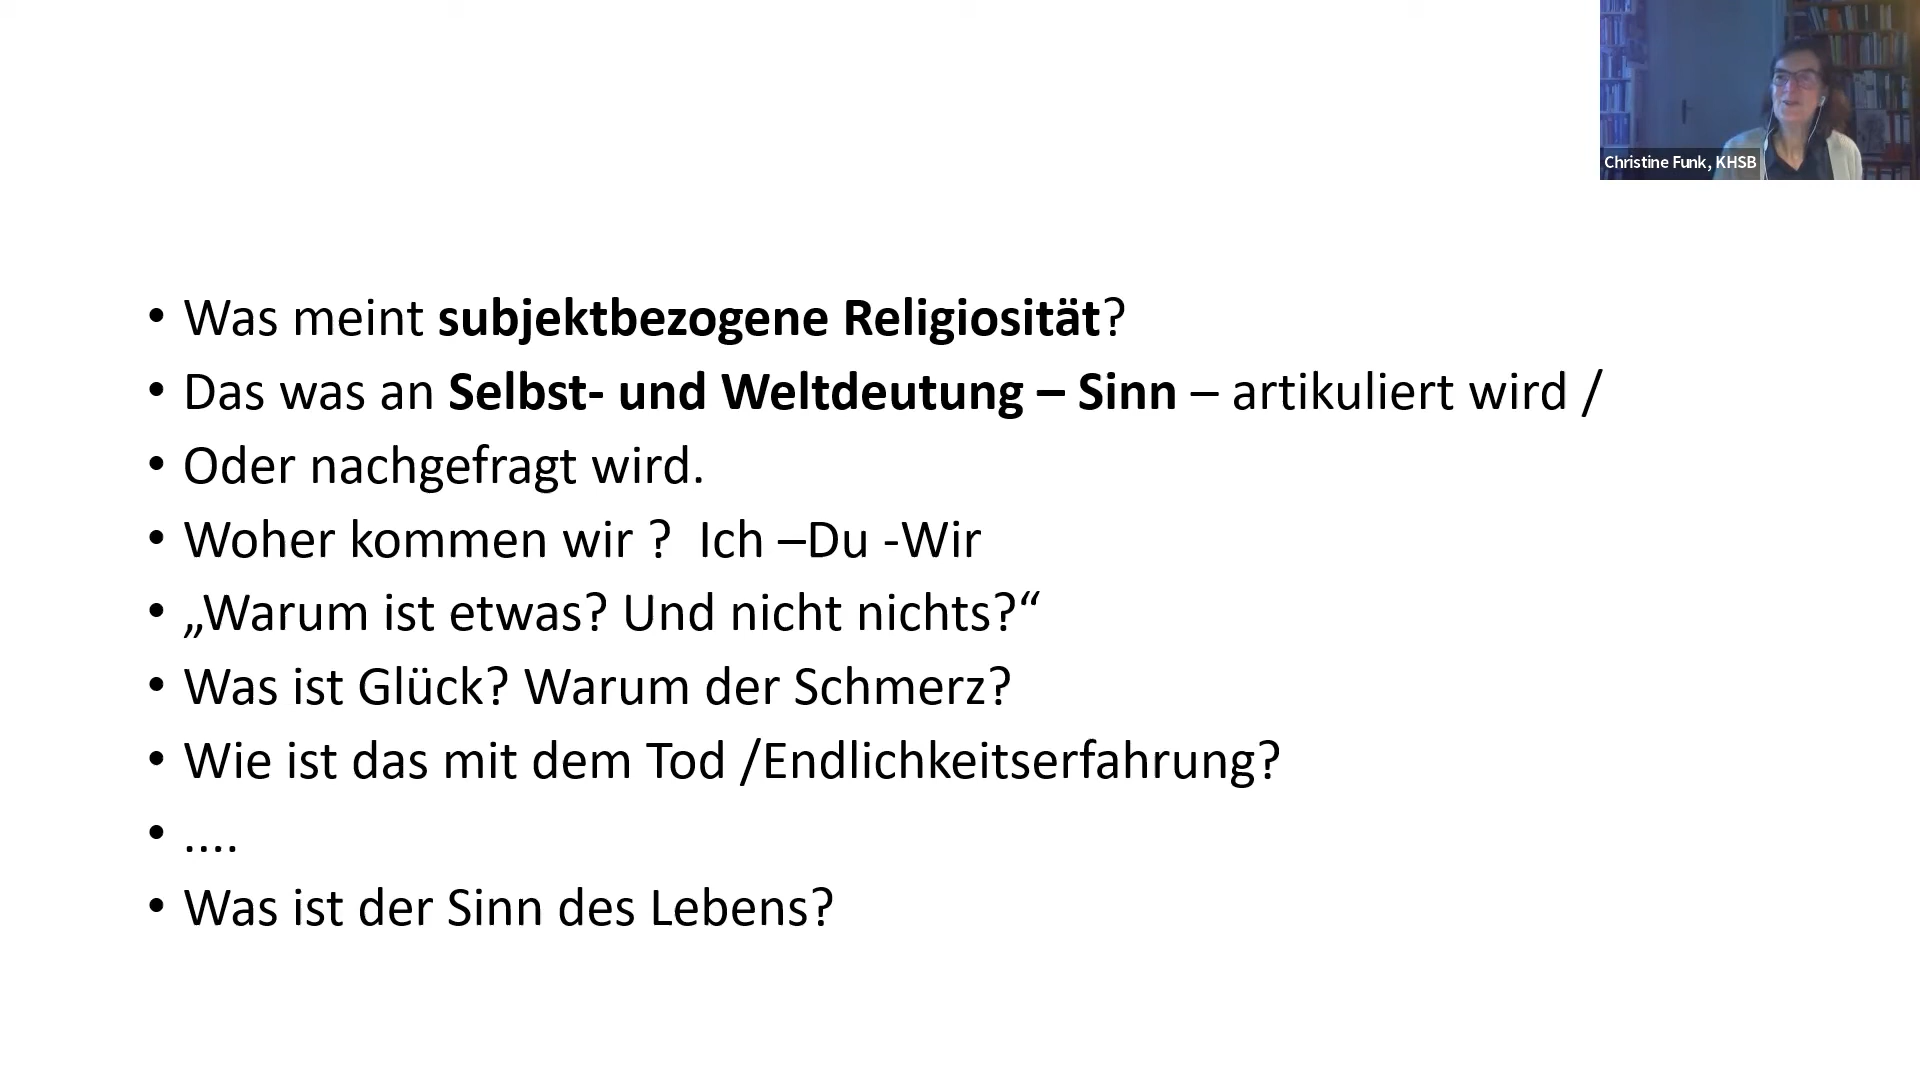 Christine Funk, KHSB
• Was meint subjektbezogene Religiosität?
• Das was an Selbst- und Weltdeutung – Sinn – artikuliert wird /
• Oder nachgefragt wird.
• Woher kommen wir ?  Ich –Du -Wir
• „Warum ist etwas? Und nicht nichts?“
• Was ist Glück? Warum der Schmerz?
• Wie ist das mit dem Tod /Endlichkeitserfahrung?
• ....
• Was ist der Sinn des Lebens?